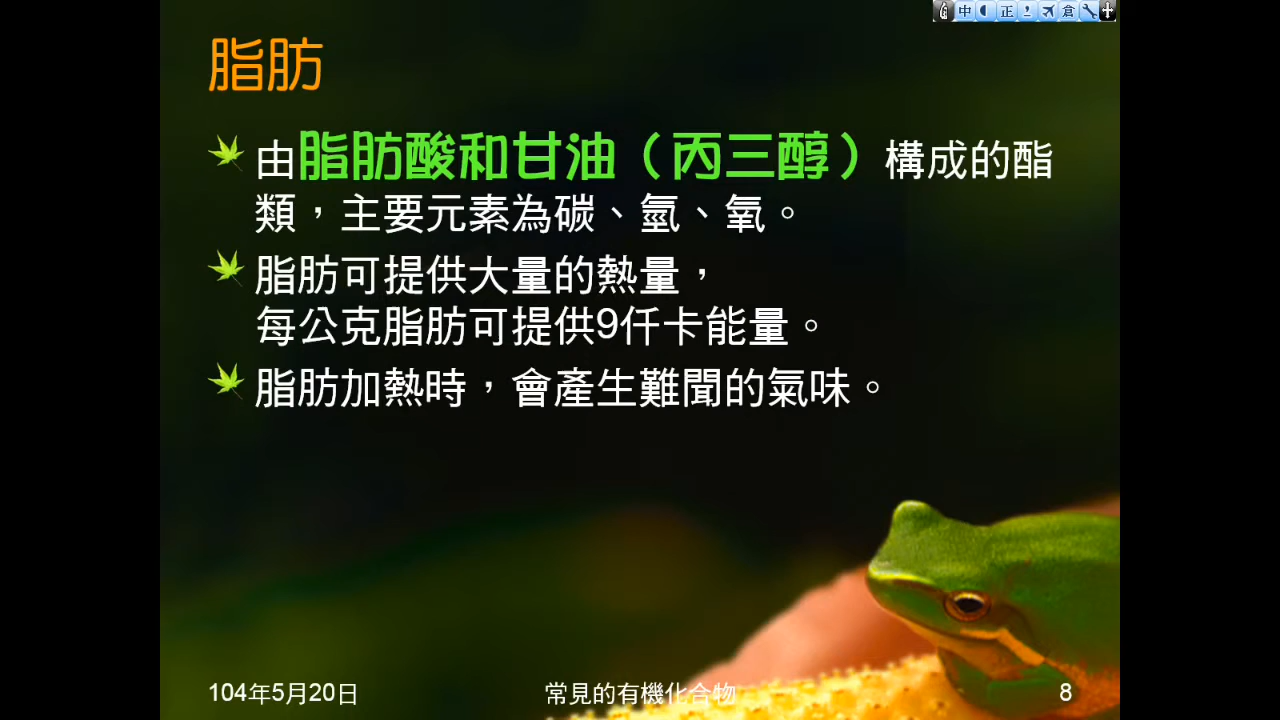 中 正 倉
脂肪
由脂肪酸和甘油（丙三醇）構成的酯
類，主要元素為碳、氫、氧。
脂肪可提供大量的熱量，
每公克脂肪可提供9仟卡能量。
脂肪加熱時，會產生難聞的氣味。
104年5月20日
常見的有機化合物
8